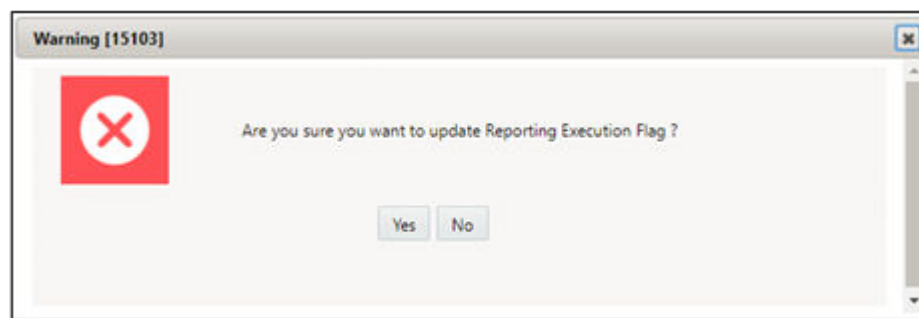 Warning [15103]
Are you sure you want to update Reporting Execution Flag ?
Yes No